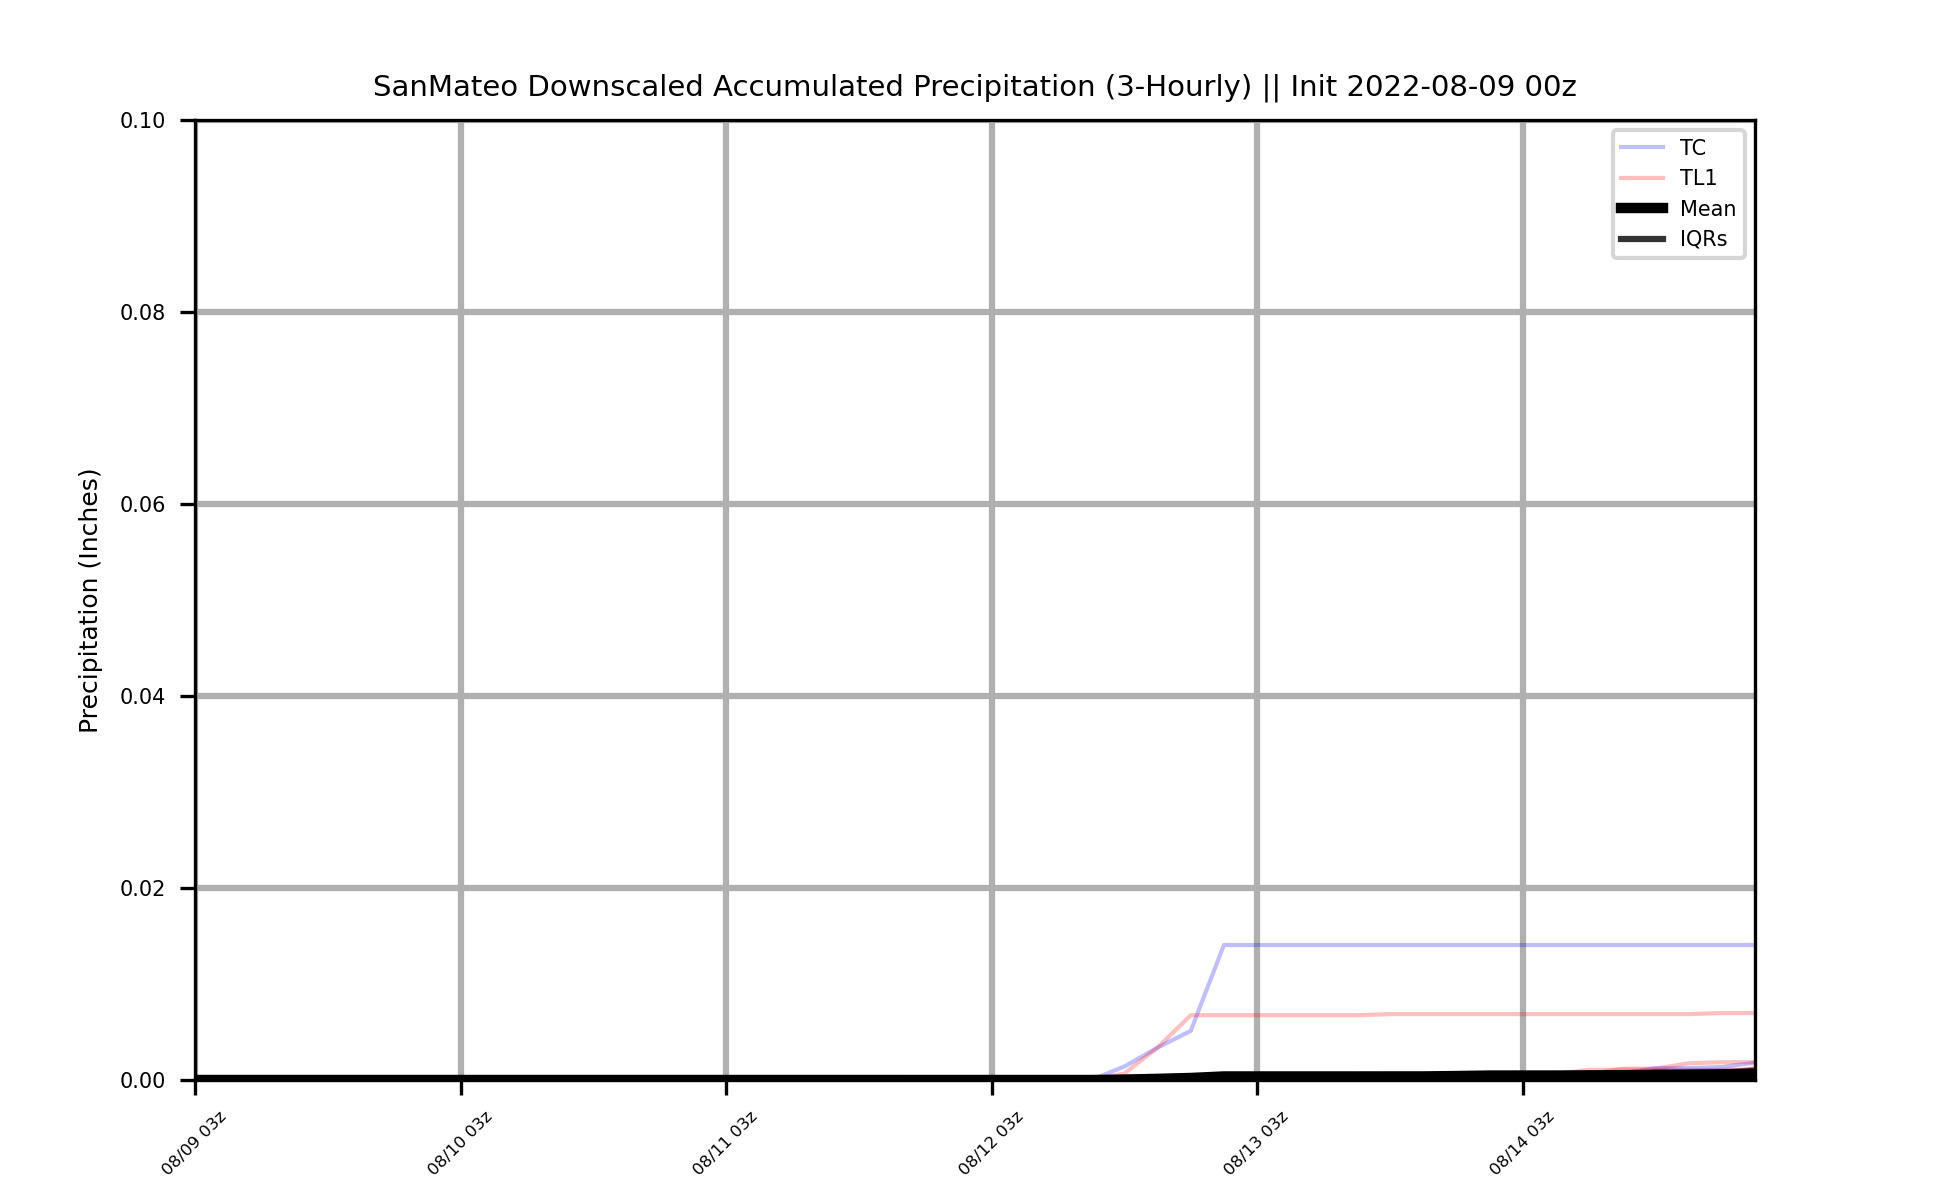 SanMateo Downscaled Accumulated Precipitation (3-Hourly) || Init 2022-08-09 00z
0.10
0.08
0.06
0.04
0.02
0.00
Precipitation (Inches)
TC
TL1
Mean
IQRs
08/09 03z
08/10 03z
08/11 03z
08/12 03z
08/13 03z
08/14 03z